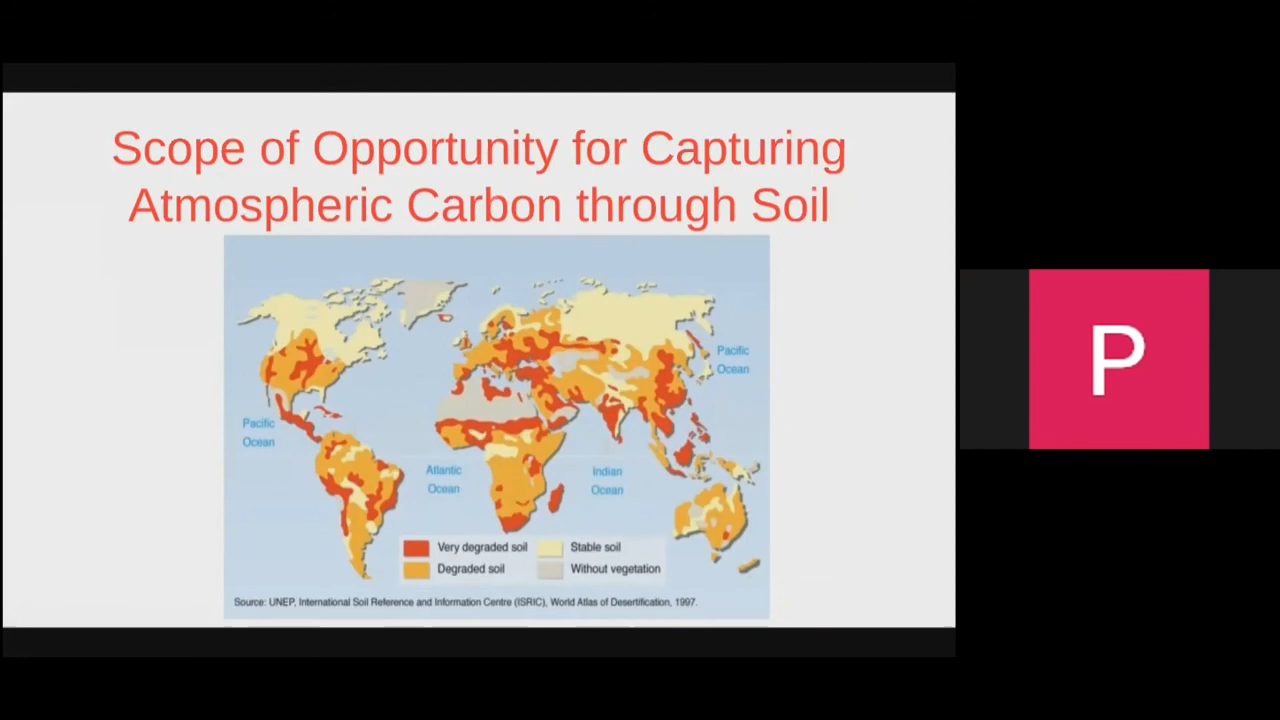 Scope of Opportunity for Capturing
Atmospheric Carbon through Soil
Pacific
Ocean
Pacific
Ocean
Atlantic
Ocean
Indian
Ocean
Very degraded soil
Stable soil
Degraded soil
Without vegetation
Source: UNEP, International Soil Reference and Information Centre (ISRIC), World Atlas of Desertification, 1997.
P